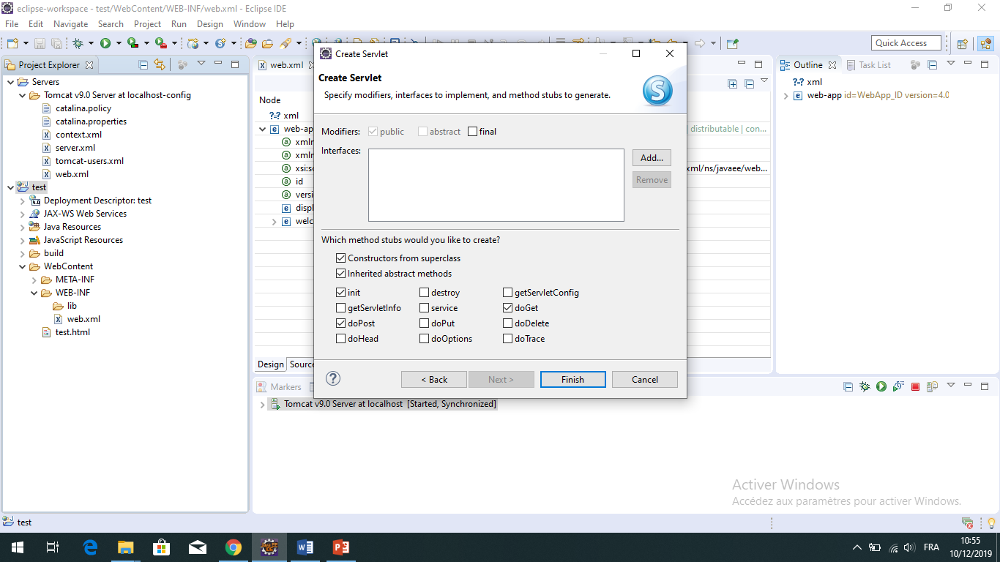 eclipse-workspace - test/WebContent/WEB-INF/web.xml - Eclipse IDE
File Edit Navigate Search Project Run Design Window Help
Quick Access
Project Explorer
Servers
Tomcat v9.0 Server at localhost-config
catalina.policy
catalina.properties
context.xml
server.xml
tomcat-users.xml
web.xml
test
Deployment Descriptor: test
JAX-WS Web Services
Java Resources
JavaScript Resources
build
WebContent
META-INF
WEB-INF
lib
web.xml
test.html
web.xml
Node
?=? xml
web-app
distributable | con...
xml/ns/javaee/web...
id
Design Source
Create Servlet
Create Servlet
Specify modifiers, interfaces to implement, and method stubs to generate.
Modifiers: public abstract final
Interfaces:
Add...
Remove
Which method stubs would you like to create?
Constructors from superclass
Inherited abstract methods
init destroy getServletConfig
getServletInfo service doGet
doPost doPut doDelete
doHead doOptions doTrace
< Back Next > Finish Cancel
Outline Task List
?=? xml
web-app id=WebApp_ID version=4.0
Markers
Tomcat v9.0 Server at localhost [Started, Synchronized]
Activer Windows
Accédez aux paramètres pour activer Windows.
test
FRA
10:55
10/12/2019